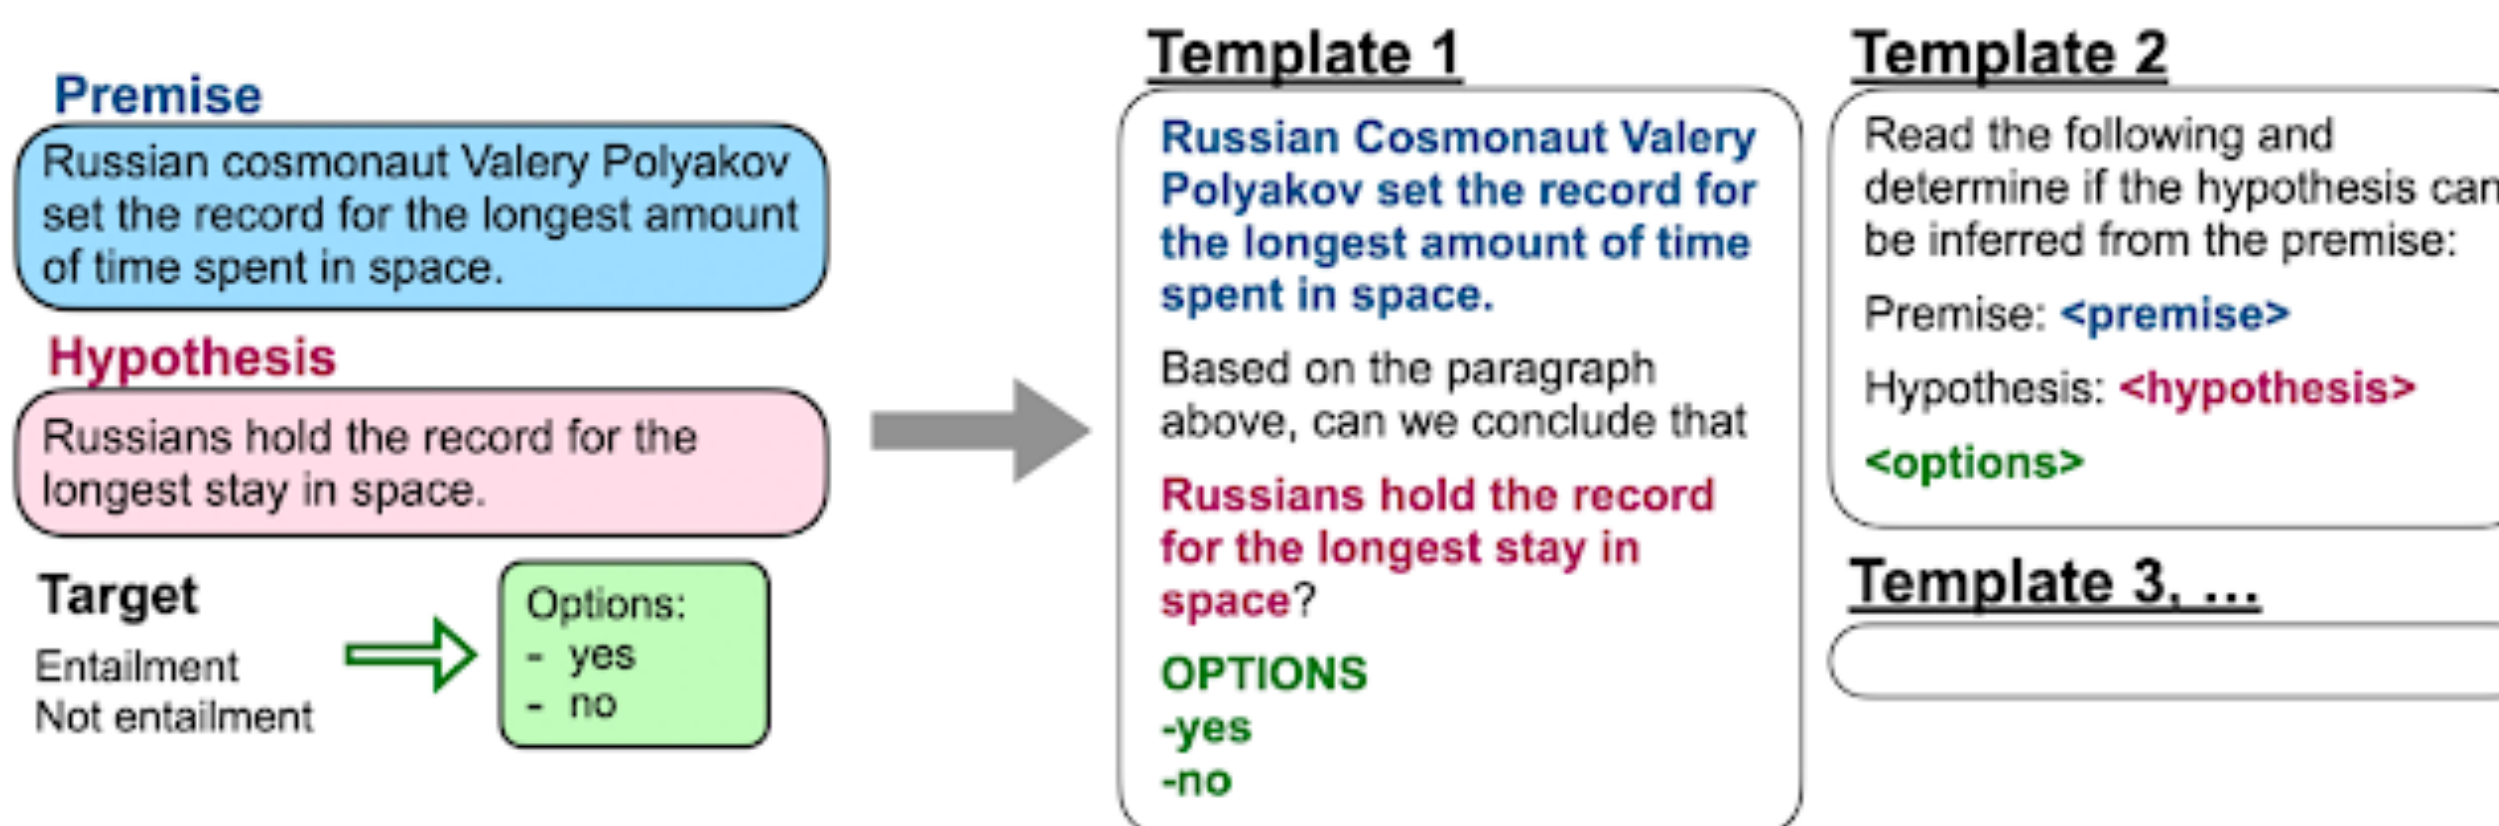 Premise
Russian cosmonaut Valery Polyakov
set the record for the longest amount
of time spent in space.
Hypothesis
Russians hold the record for the
longest stay in space.
Target
Entailment
Not entailment
Options:
- yes
- no
Template 1
Russian Cosmonaut Valery
Polyakov set the record for
the longest amount of time
spent in space.
Based on the paragraph
above, can we conclude that
Russians hold the record
for the longest stay in
space?
OPTIONS
-yes
-no
Template 2
Read the following and
determine if the hypothesis can
be inferred from the premise:
Premise: <premise>
Hypothesis: <hypothesis>
<options>
Template 3, …